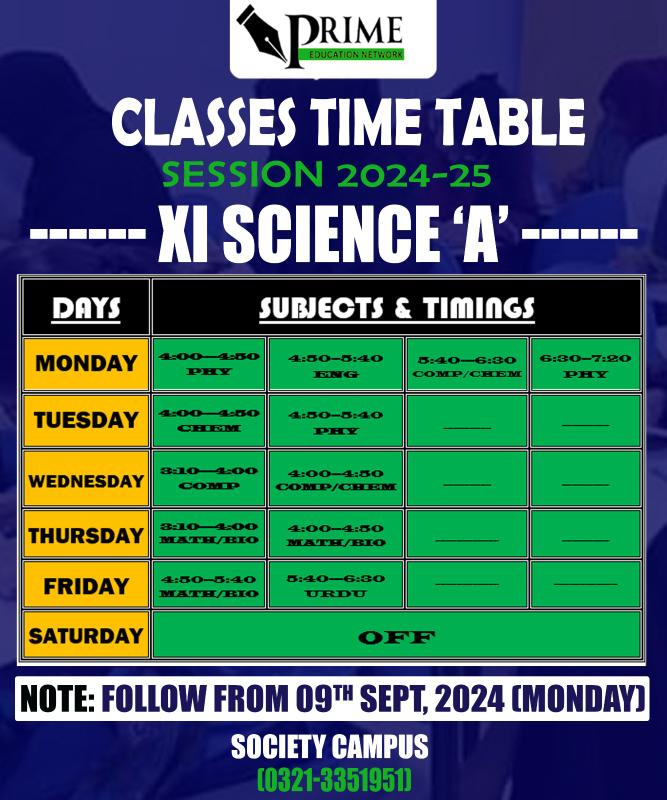 PRIME
EDUCATION NETWORK
CLASSES TIME TABLE
SESSION 2024-25
------ XI SCIENCE ‘A’ ------
DAYS SUBJECTS & TIMINGS
MONDAY 4:00—4:50 PHY 4:50–5:40 ENG 5:40–6:30 COMP/CHEM 6:30–7:20 PHY
TUESDAY 4:00—4:50 CHEM 4:50–5:40 PHY
WEDNESDAY 3:10—4:00 COMP 4:00–4:50 COMP/CHEM
THURSDAY 3:10—4:00 MATH/BIO 4:00–4:50 MATH/BIO
FRIDAY 4:50–5:40 MATH/BIO 5:40–6:30 URDU
SATURDAY OFF
NOTE: FOLLOW FROM 09TH SEPT, 2024 (MONDAY)
SOCIETY CAMPUS
(0321-3351951)